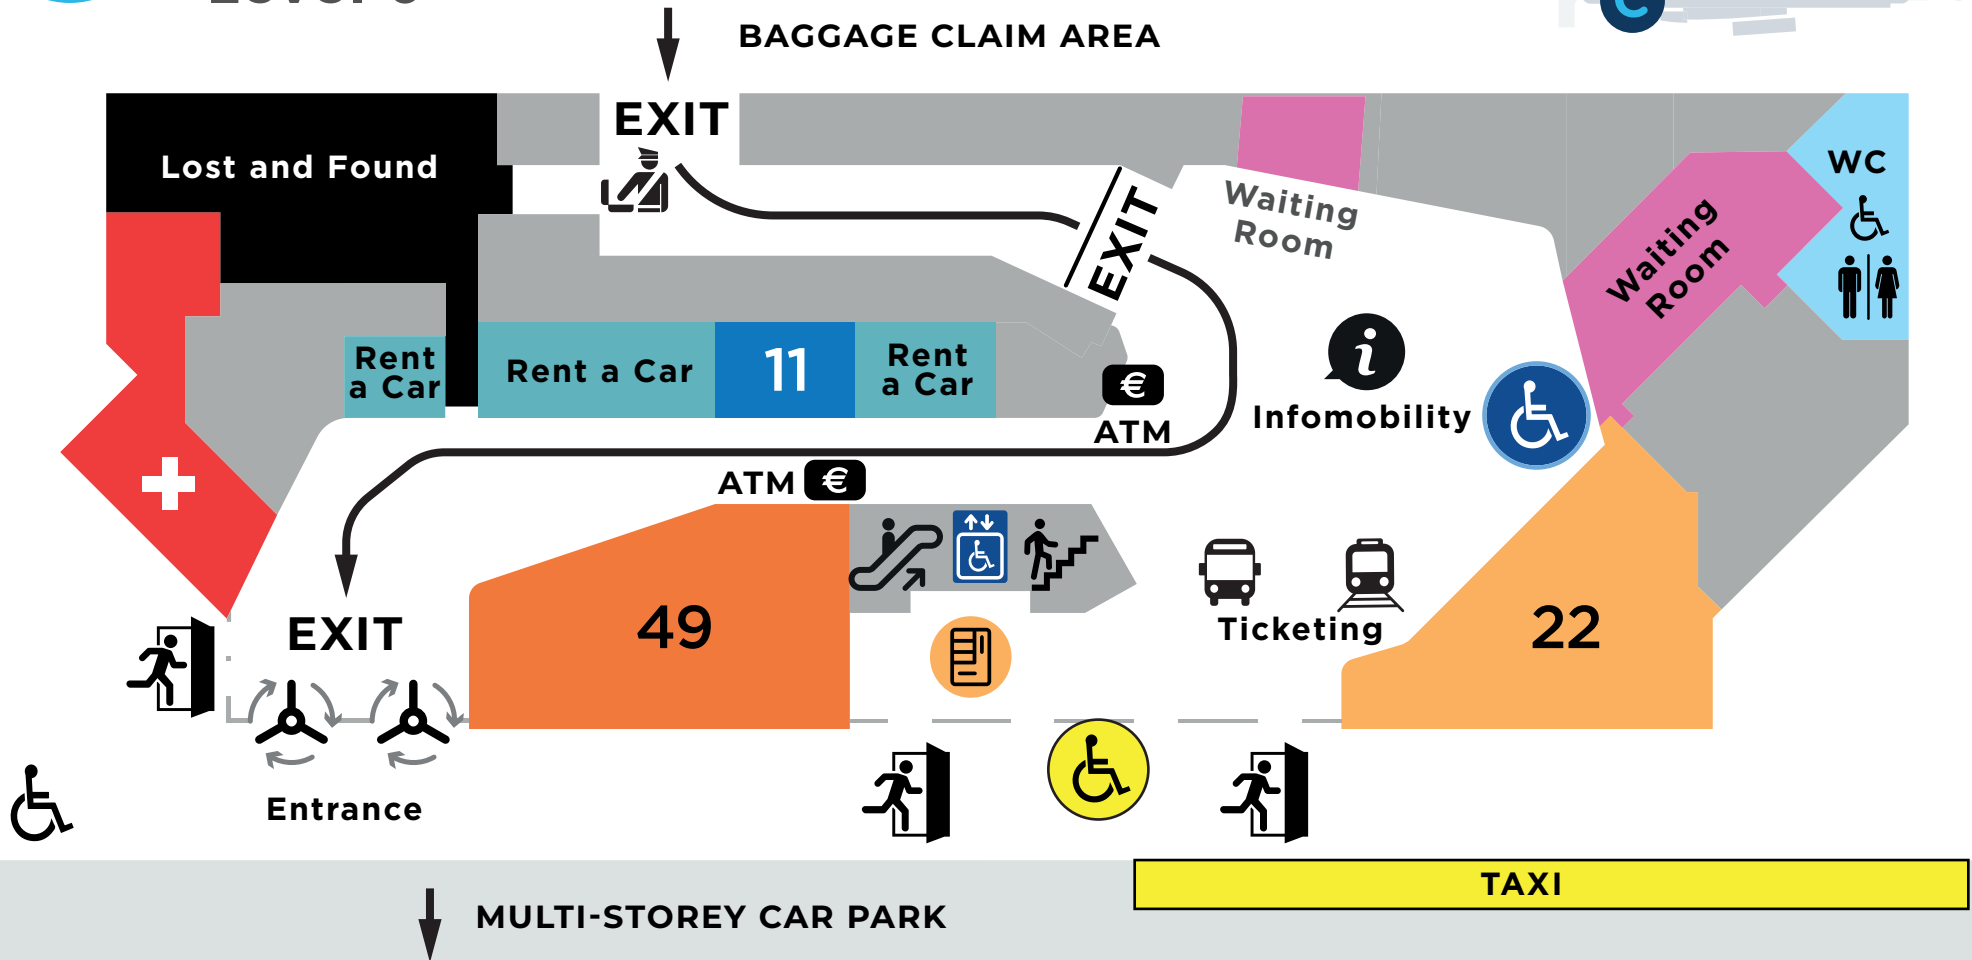 BAGGAGE CLAIM AREA
EXIT
Lost and Found
WC
Waiting
Room
Waiting
Room
EXIT
Rent
a Car
Rent a Car
11
Rent
a Car
€
ATM
i
Infomobility
ATM €
EXIT
49
Ticketing
22
Entrance
TAXI
MULTI-STOREY CAR PARK
C